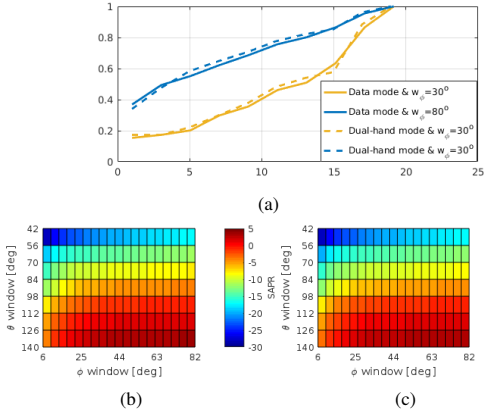 1
0.8
0.6
0.4
0.2
0
0 5 10 15 20 25
Data mode & w_ϕ=30°
Data mode & w_ϕ=80°
Dual-hand mode & w_ϕ=30°
Dual-hand mode & w_ϕ=30°
(a)
42
56
70
84
98
112
126
140
θ window [deg]
6 44 63 82
ϕ window [deg]
(b)
5
0
-5
-10
-15
-20
-25
-30
SAPR
42
56
70
84
98
112
126
140
θ window [deg]
6 25 44 63 82
ϕ window [deg]
(c)